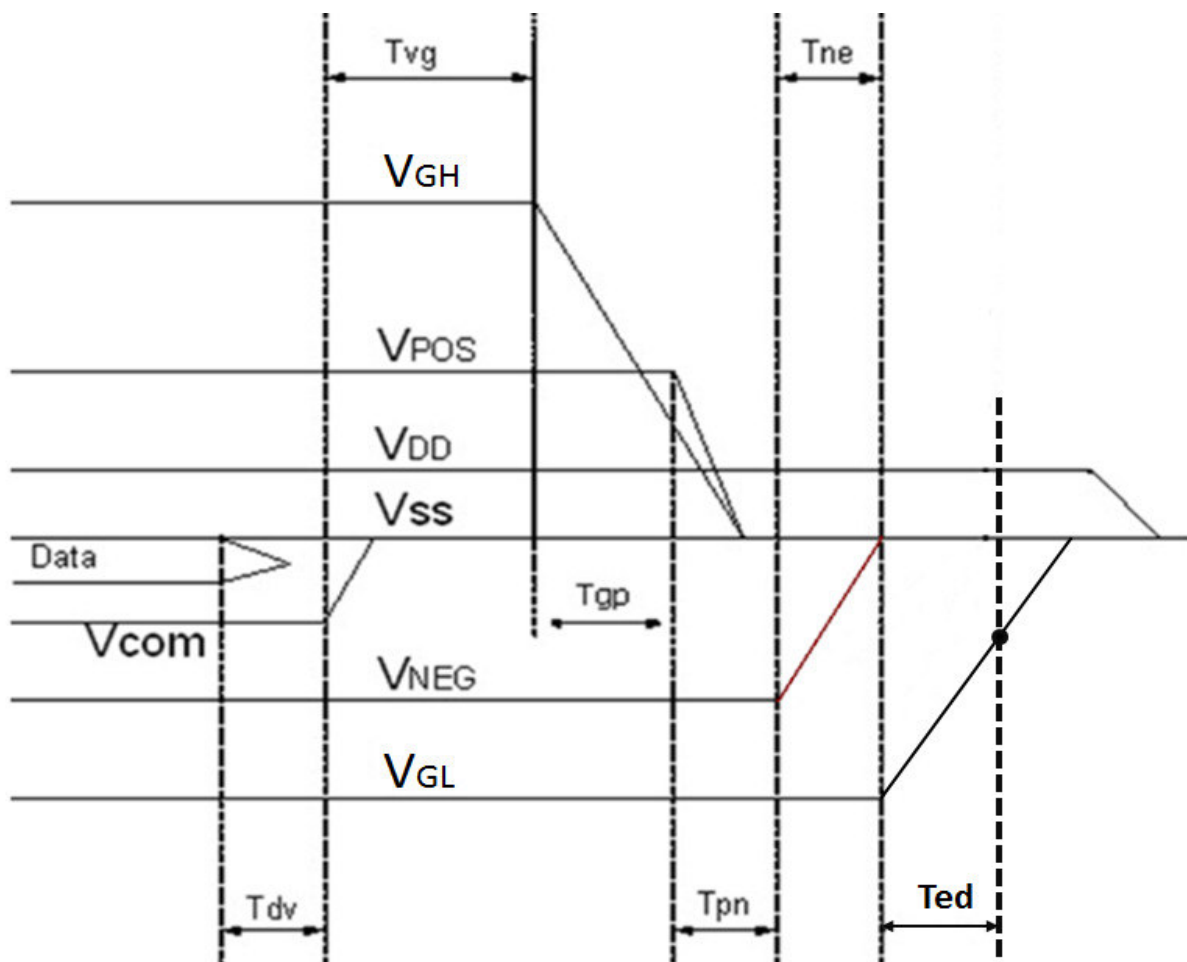 Tvg
Tne
VGH
VPOS
VDD
Vss
Data
Tgp
Vcom
VNEG
VGL
Tdv
Tpn
Ted